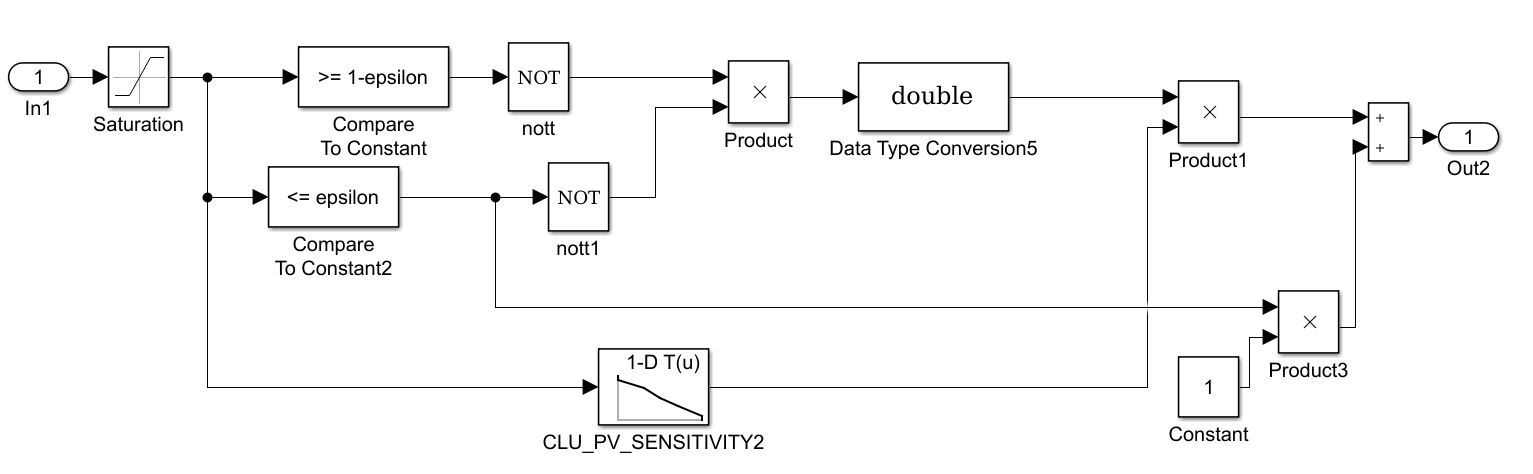 1
In1
Saturation
>= 1-epsilon
Compare
To Constant
NOT
nott
×
Product
double
Data Type Conversion5
×
Product1
+
+
1
Out2
<= epsilon
Compare
To Constant2
NOT
nott1
×
Product3
1
Constant
1-D T(u)
CLU_PV_SENSITIVITY2